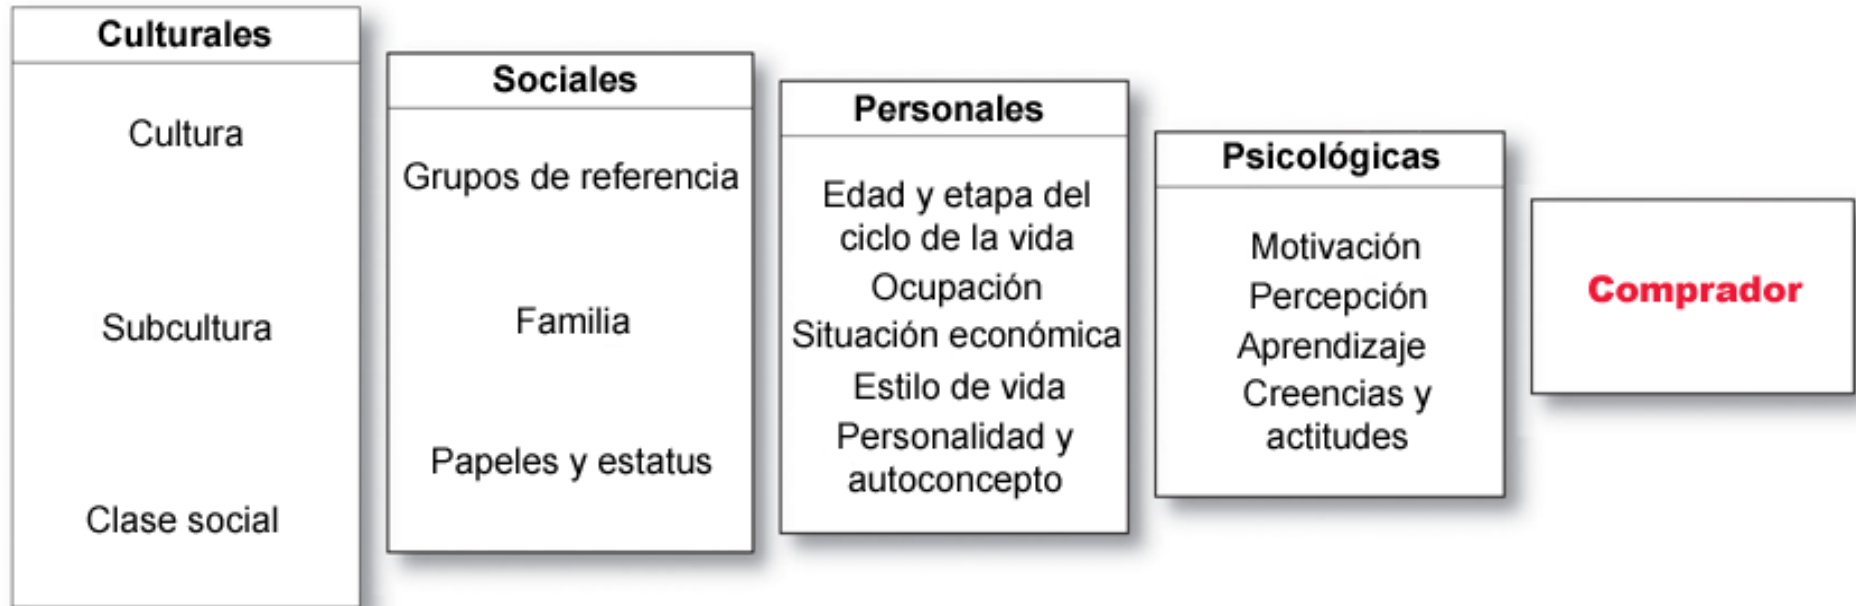 Culturales
Cultura
Subcultura
Clase social
Sociales
Grupos de referencia
Familia
Papeles y estatus
Personales
Edad y etapa del
ciclo de la vida
Ocupación
Situación económica
Estilo de vida
Personalidad y
autoconcepto
Psicológicas
Motivación
Percepción
Aprendizaje
Creencias y
actitudes
Comprador